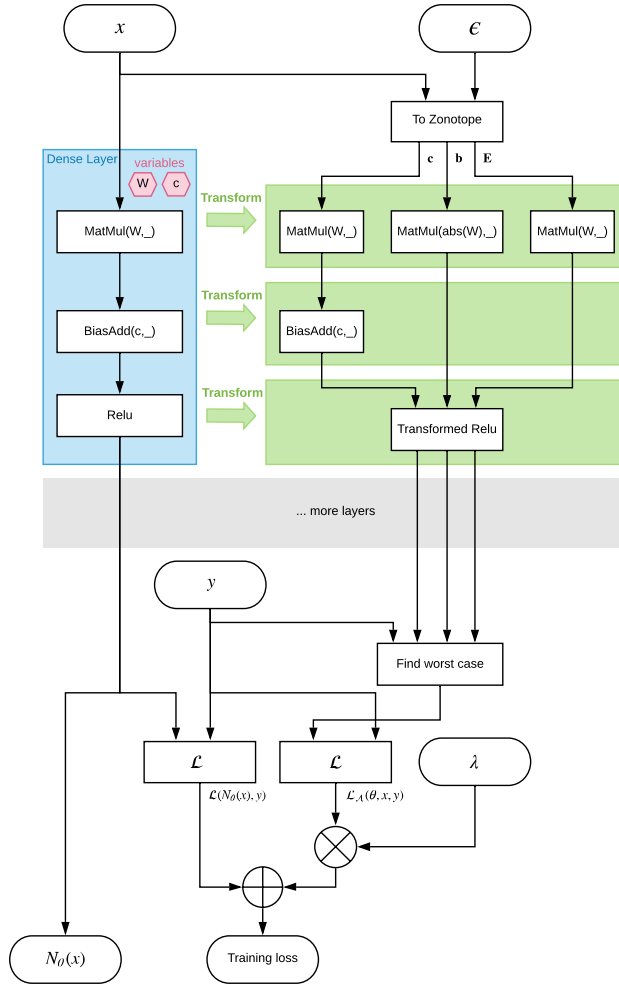 x
ϵ
To Zonotope
c b E
Dense Layer
variables
W c
Transform
MatMul(W,_)
MatMul(W,_)
MatMul(abs(W),_)
MatMul(W,_)
Transform
BiasAdd(c,_)
BiasAdd(c,_)
Transform
Relu
Transformed Relu
... more layers
y
Find worst case
ℒ
ℒ
λ
ℒ(N_θ(x), y)
ℒ_A(θ, x, y)
N_θ(x)
Training loss